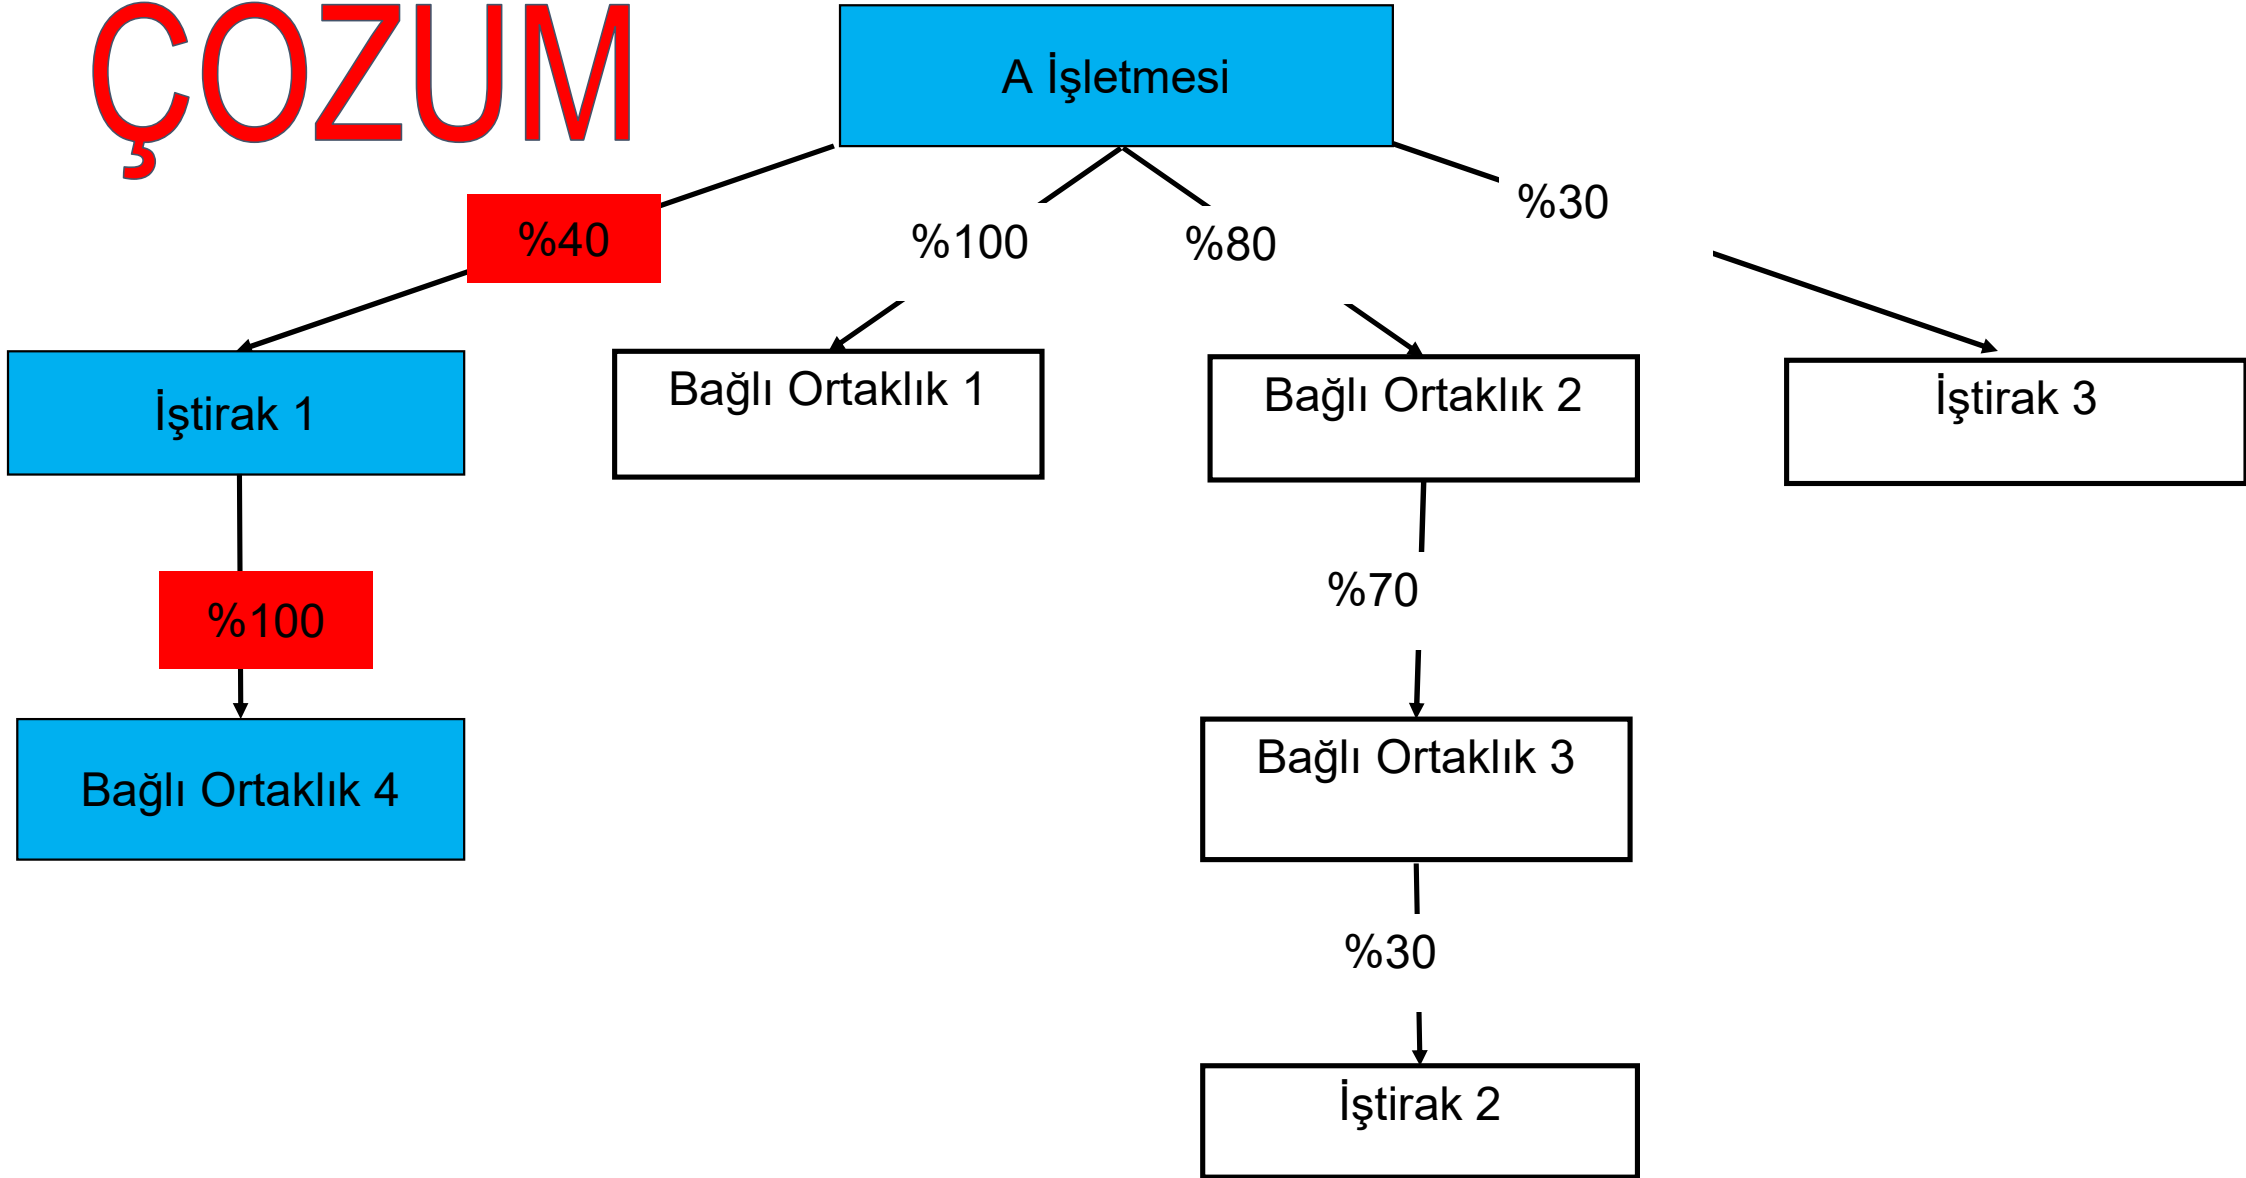 ÇOZUM
A İşletmesi
%40
%100
%80
%30
İştirak 1
Bağlı Ortaklık 1
Bağlı Ortaklık 2
İştirak 3
%100
%70
Bağlı Ortaklık 4
Bağlı Ortaklık 3
%30
İştirak 2